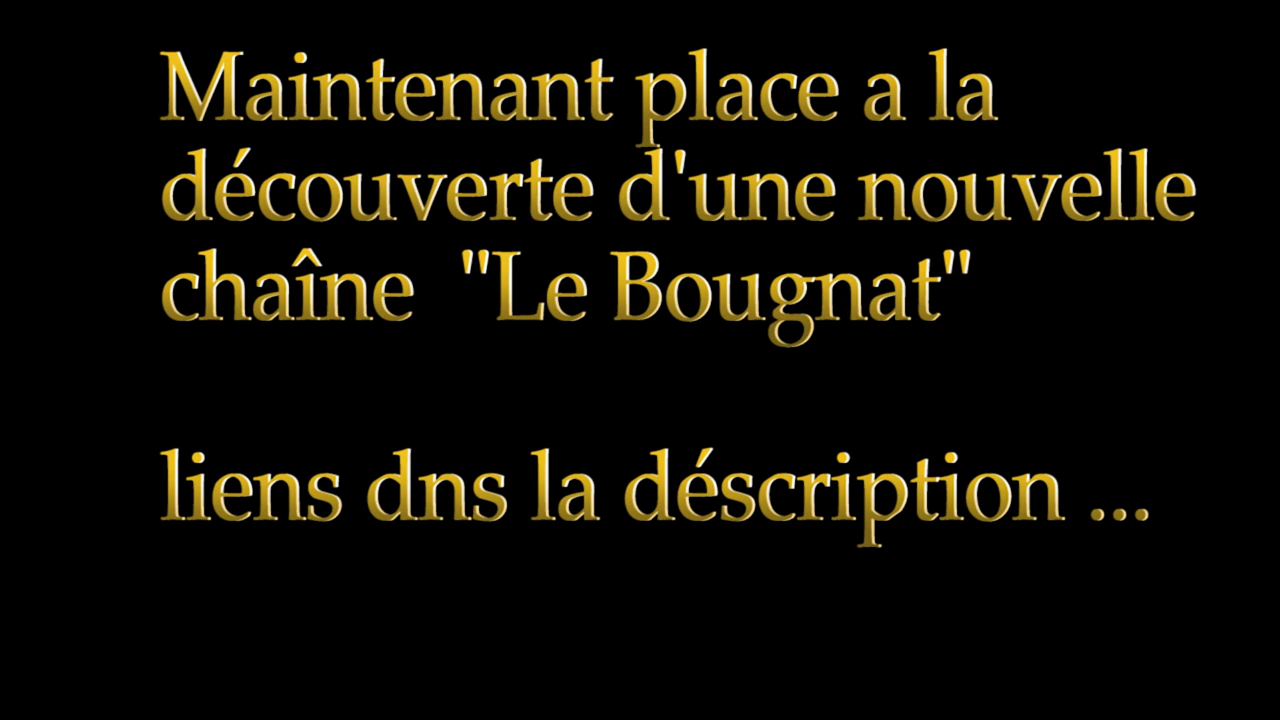 Maintenant place a la
découverte d'une nouvelle
chaîne "Le Bougnat"
liens dns la déscription ...